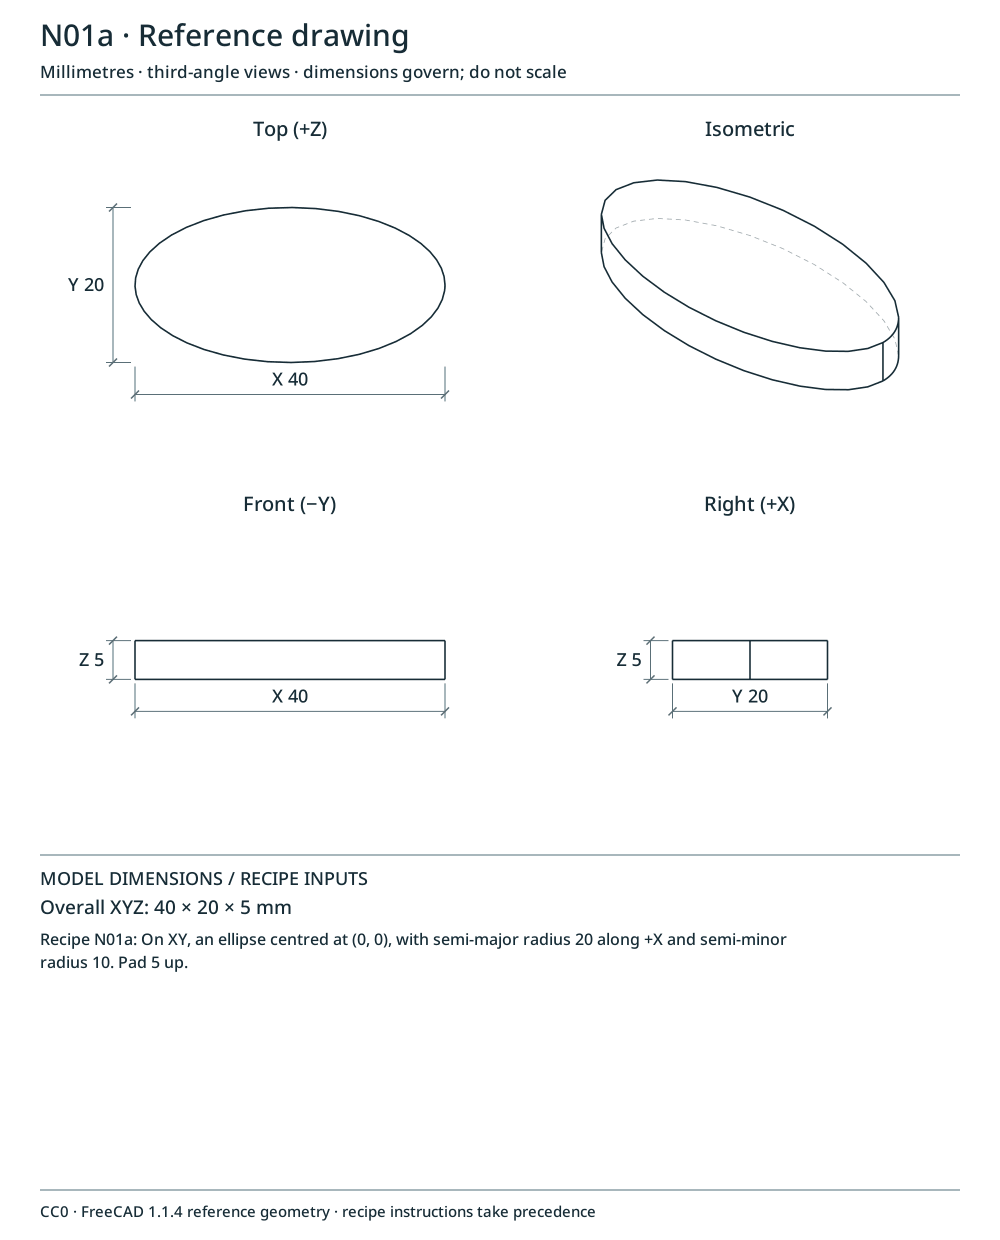 N01a · Reference drawing
Millimetres · third-angle views · dimensions govern; do not scale
Top (+Z)
Isometric
Y 20
X 40
Front (−Y)
Right (+X)
Z 5
X 40
Z 5
Y 20
MODEL DIMENSIONS / RECIPE INPUTS
Overall XYZ: 40 × 20 × 5 mm
Recipe N01a: On XY, an ellipse centred at (0, 0), with semi-major radius 20 along +X and semi-minor
radius 10. Pad 5 up.
CC0 · FreeCAD 1.1.4 reference geometry · recipe instructions take precedence